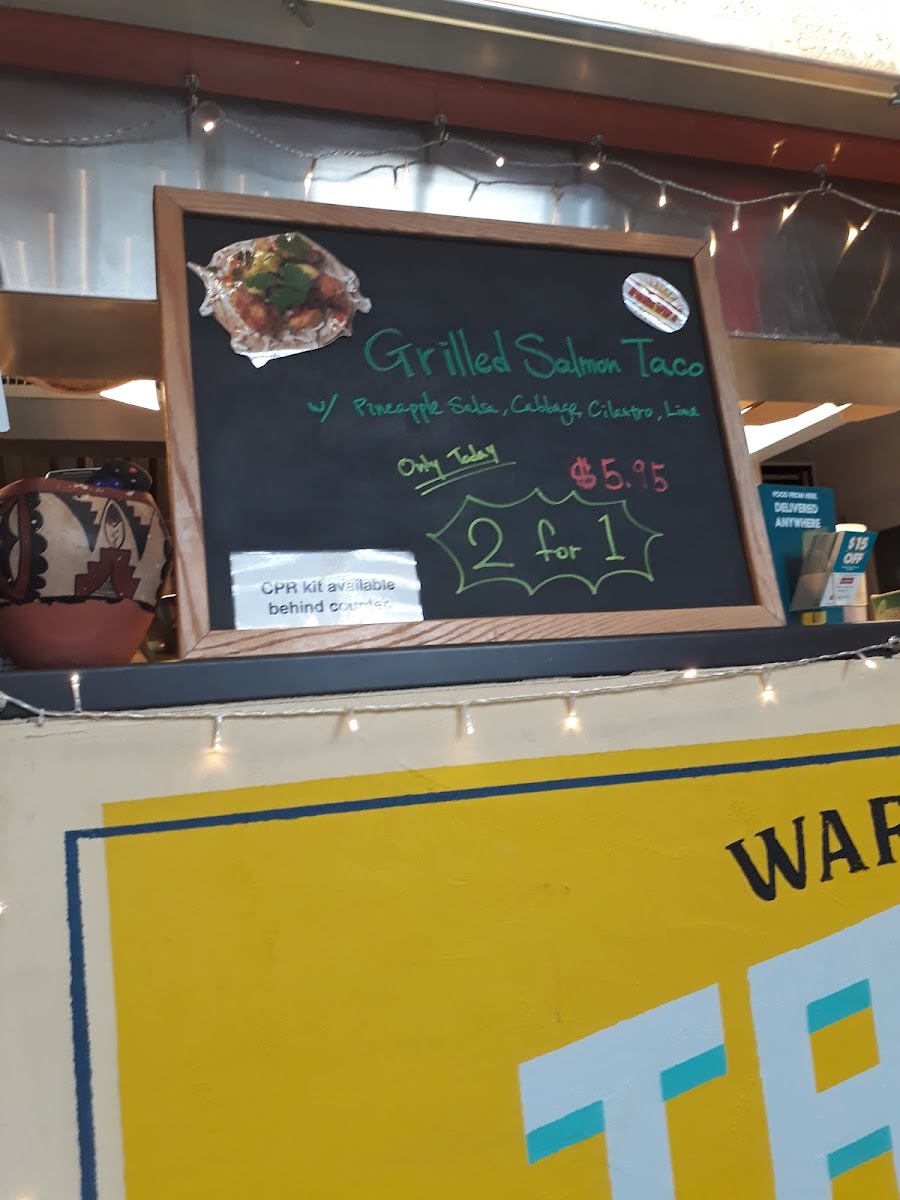 Grilled Salmon Taco
w/ Pineapple Salsa, Cabbage, Cilantro, Lime
Only Today
$5.95
2 for 1
CPR kit available
behind counter.
FOOD FROM HERE
DELIVERED
ANYWHERE
$15
OFF
WAR
TA